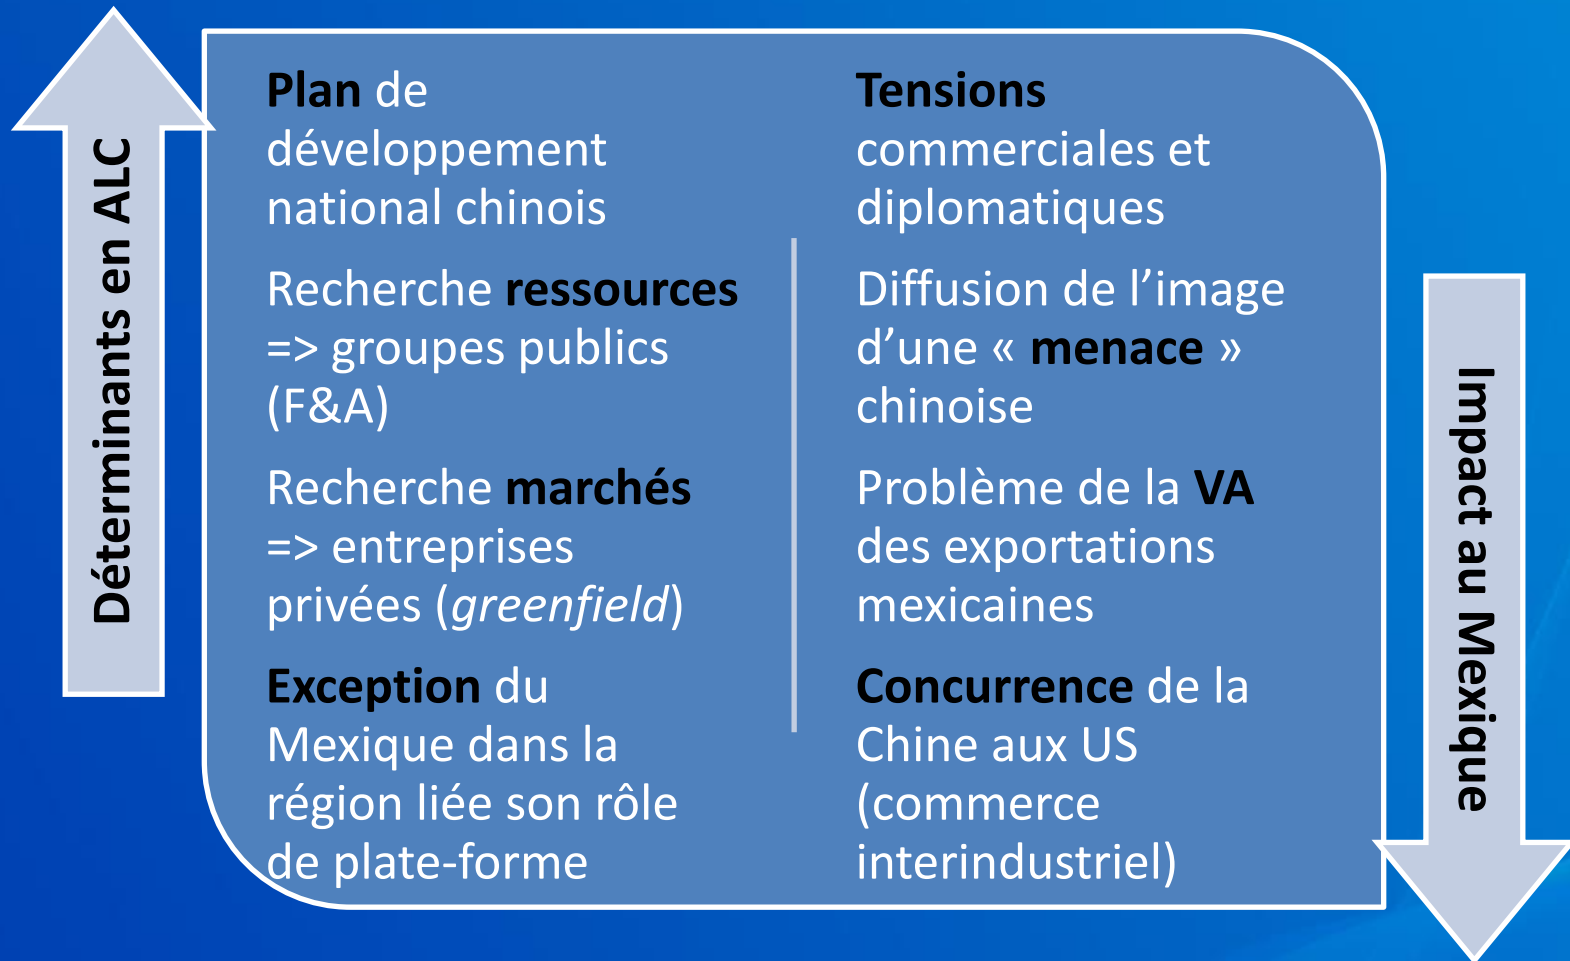 Déterminants en ALC
Plan de
développement
national chinois
Recherche ressources
=> groupes publics
(F&A)
Recherche marchés
=> entreprises
privées (greenfield)
Exception du
Mexique dans la
région liée son rôle
de plate-forme
Tensions
commerciales et
diplomatiques
Diffusion de l’image
d’une « menace »
chinoise
Problème de la VA
des exportations
mexicaines
Concurrence de la
Chine aux US
(commerce
interindustriel)
Impact au Mexique